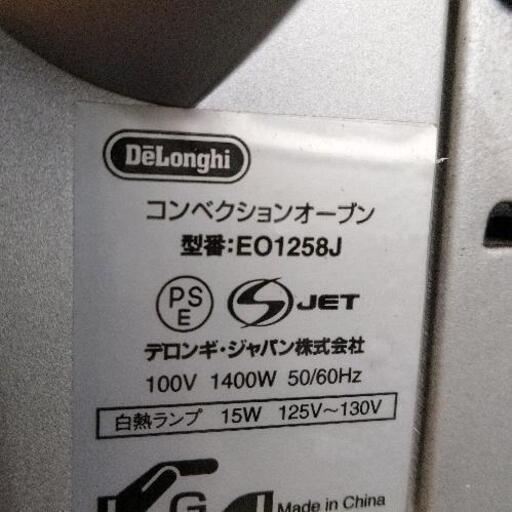 DeLonghi
コンベクションオーブン
型番:EO1258J
PS
E
S JET
デロンギ・ジャパン株式会社
100V 1400W 50/60Hz
白熱ランプ 15W 125V～130V
G
Made in China